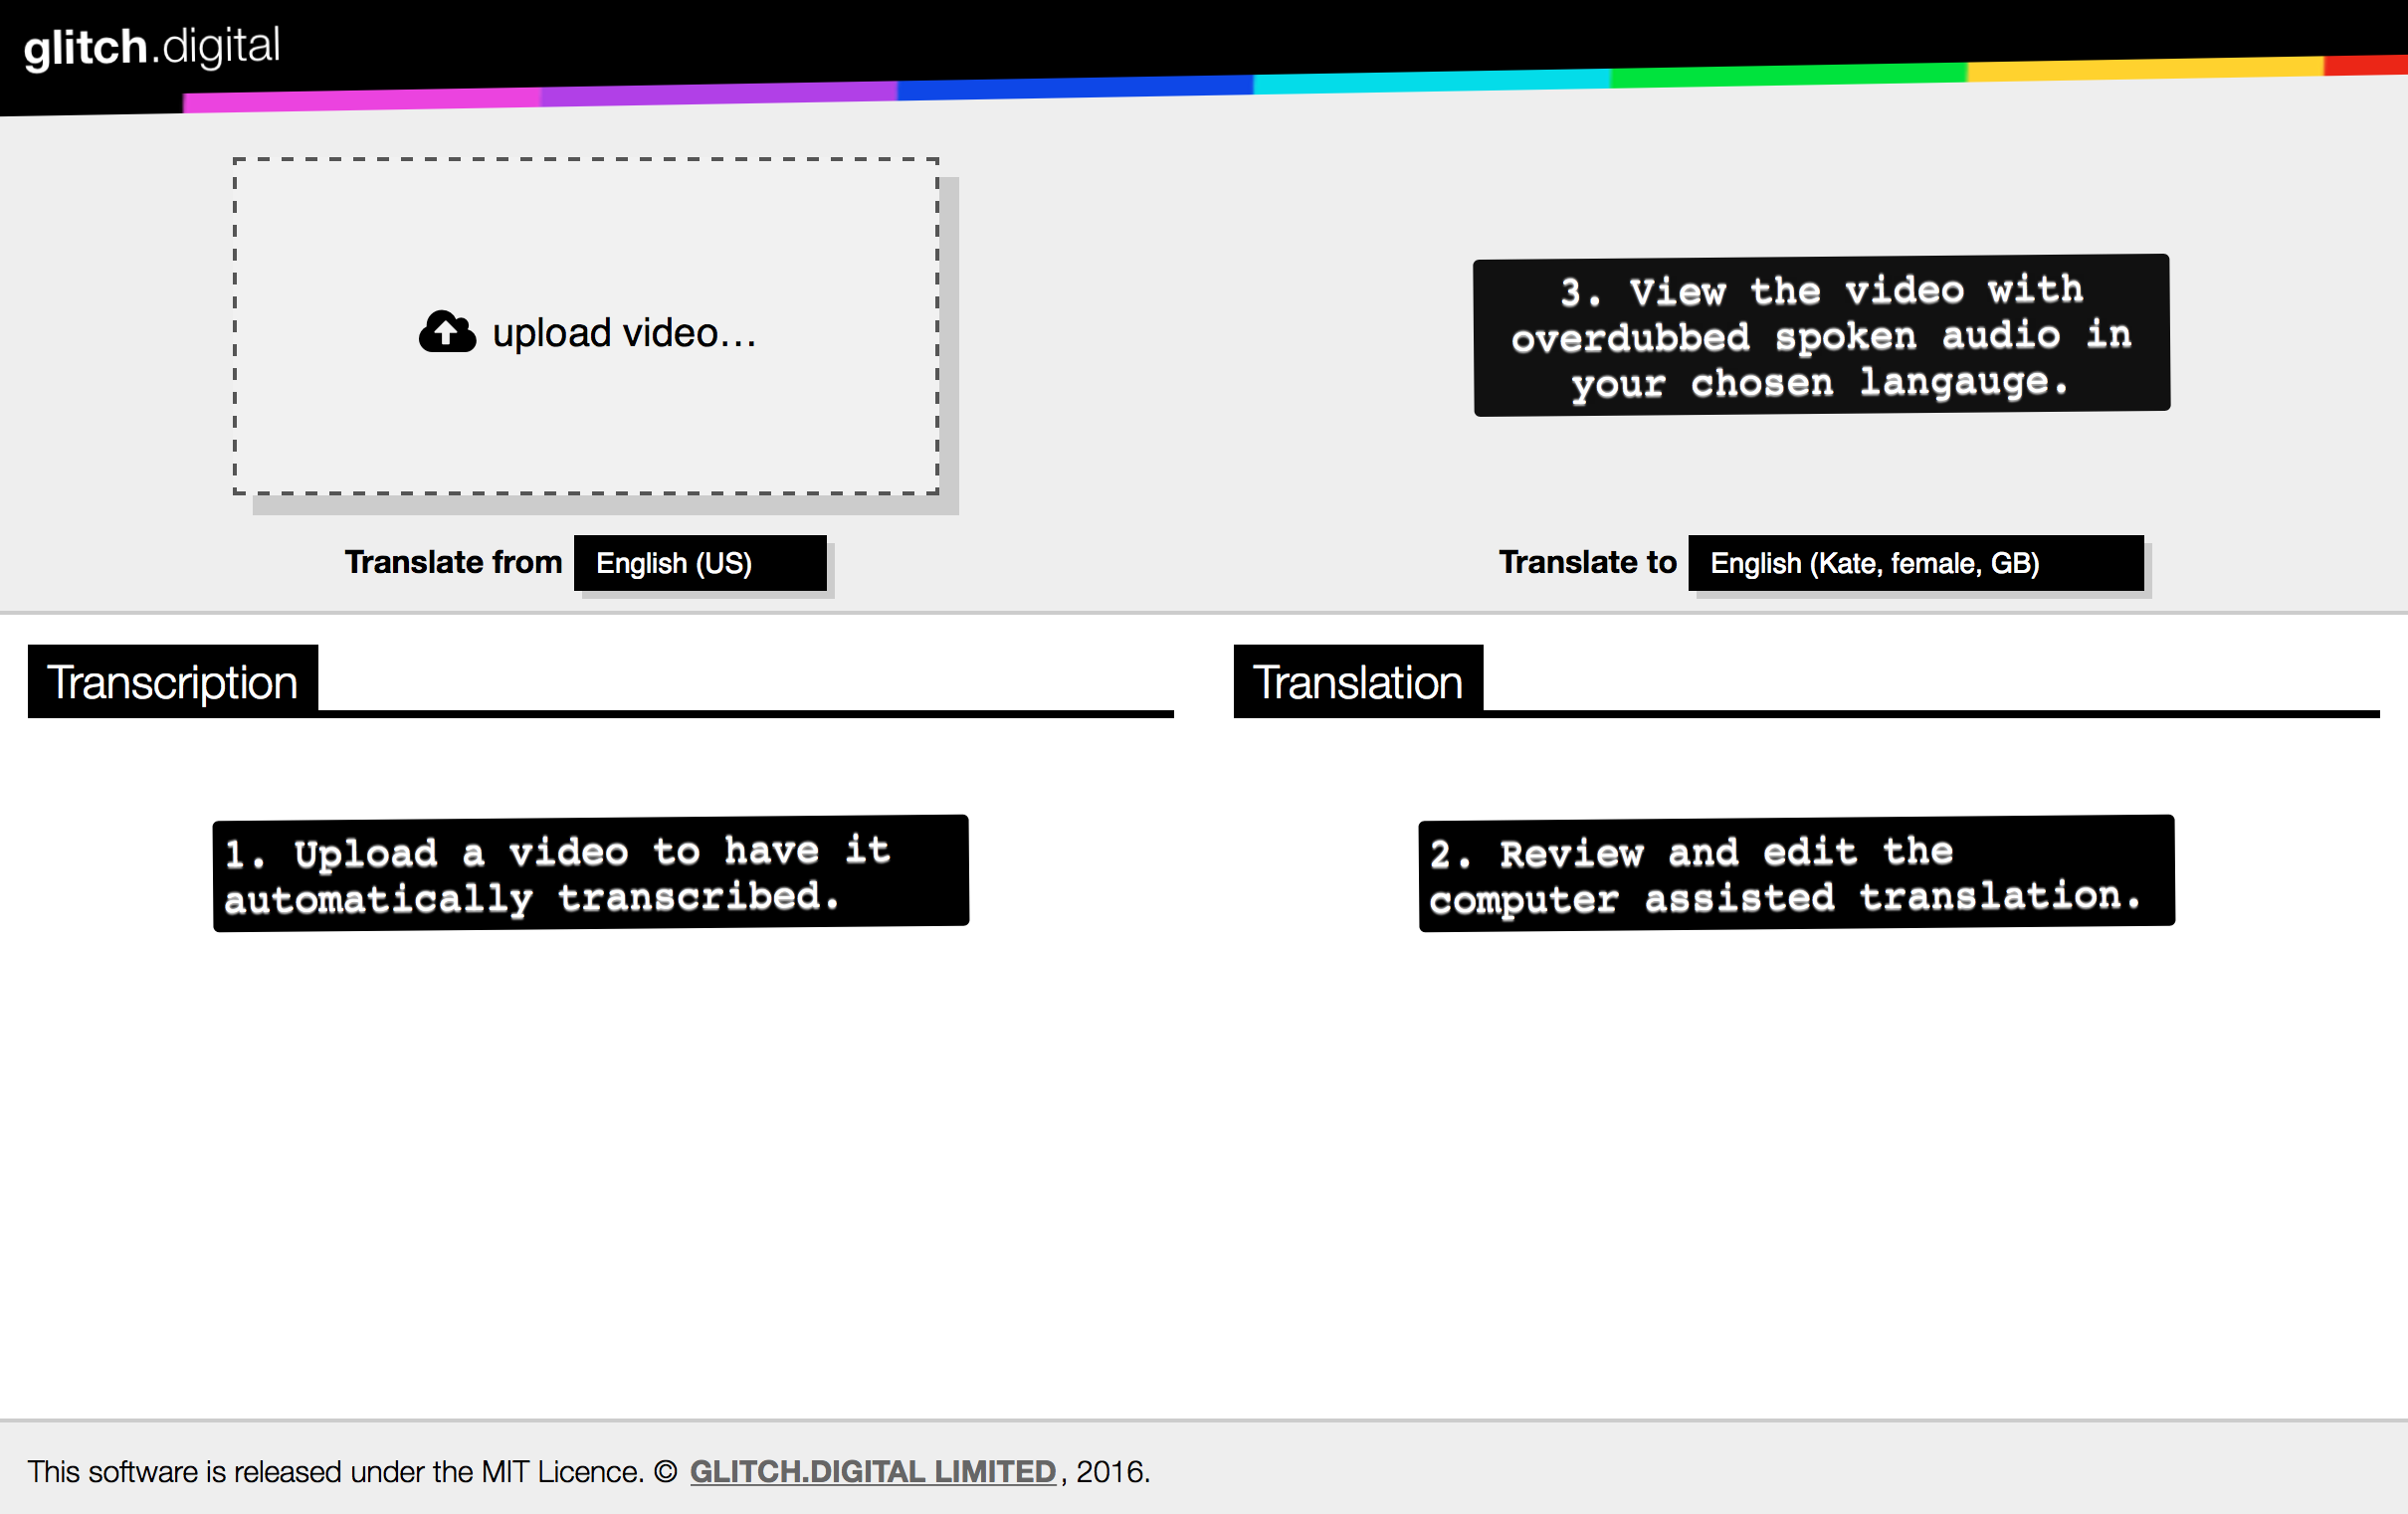 glitch.digital
upload video...
3. View the video with
overdubbed spoken audio in
your chosen langauge.
Translate from English (US)
Translate to English (Kate, female, GB)
Transcription
Translation
1. Upload a video to have it
automatically transcribed.
2. Review and edit the
computer assisted translation.
This software is released under the MIT Licence. © GLITCH.DIGITAL LIMITED, 2016.